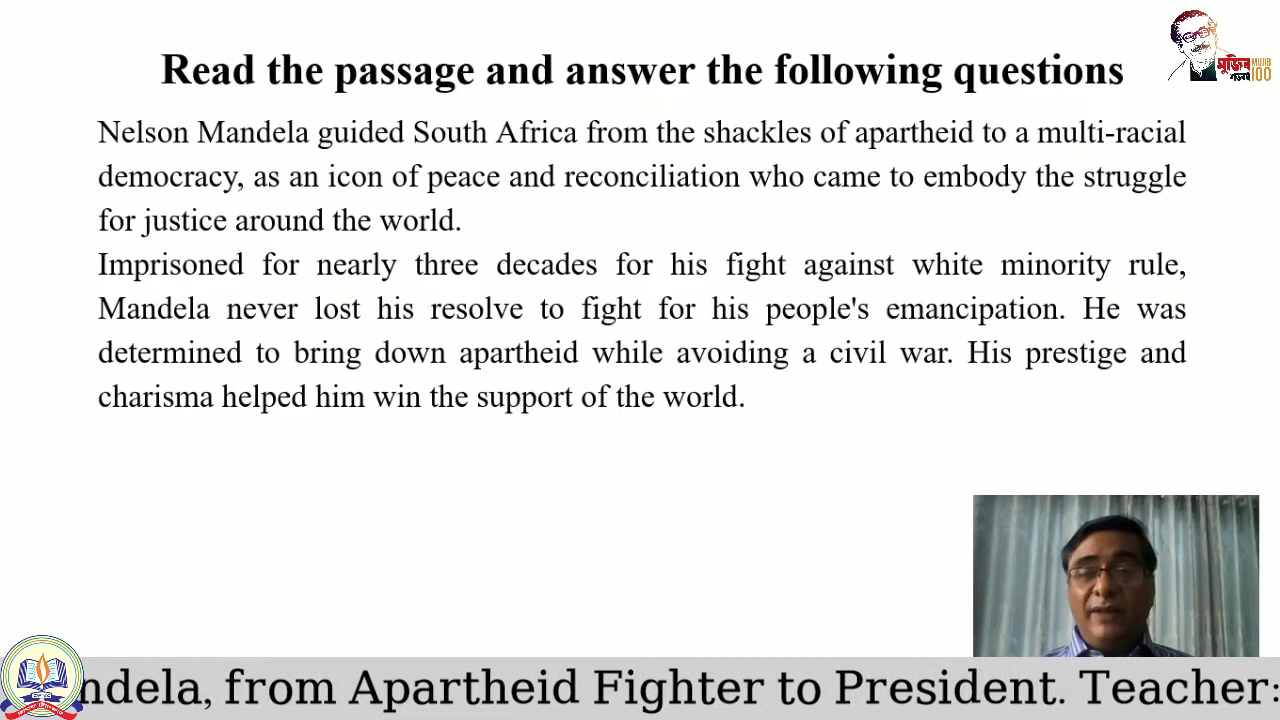 Read the passage and answer the following questions
মুজিব MUJIB
শতবর্ষ 100
Nelson Mandela guided South Africa from the shackles of apartheid to a multi-racial
democracy, as an icon of peace and reconciliation who came to embody the struggle
for justice around the world.
Imprisoned for nearly three decades for his fight against white minority rule,
Mandela never lost his resolve to fight for his people's emancipation. He was
determined to bring down apartheid while avoiding a civil war. His prestige and
charisma helped him win the support of the world.
ndela, from Apartheid Fighter to President. Teacher: